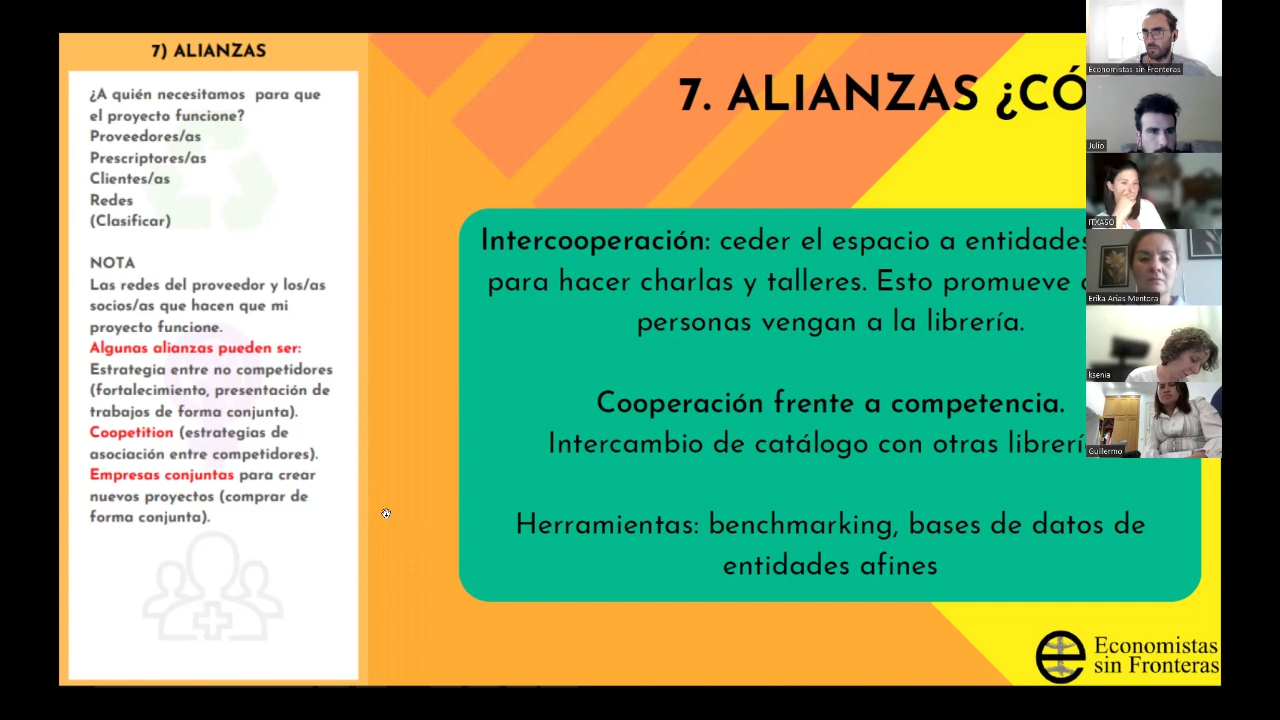 7) ALIANZAS
¿A quién necesitamos para que
el proyecto funcione?
Proveedores/as
Prescriptores/as
Clientes/as
Redes
(Clasificar)
NOTA
Las redes del proveedor y los/as
socios/as que hacen que mi
proyecto funcione.
Algunas alianzas pueden ser:
Estrategia entre no competidores
(fortalecimiento, presentación de
trabajos de forma conjunta).
Coopetition (estrategias de
asociación entre competidores).
Empresas conjuntas para crear
nuevos proyectos (comprar de
forma conjunta).
7. ALIANZAS ¿CÓ
Intercooperación: ceder el espacio a entidades
para hacer charlas y talleres. Esto promueve
personas vengan a la librería.
Cooperación frente a competencia.
Intercambio de catálogo con otras librerí
Herramientas: benchmarking, bases de datos de
entidades afines
Economistas
sin Fronteras
Economistas sin Fronteras
Julio
ITXASO
Erika Arias Mentora
ksenia
Guillermo